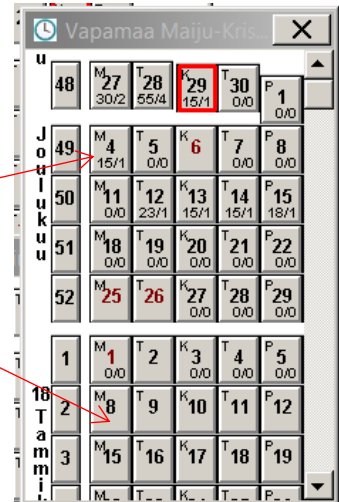 Vapamaa Maiju-Kris... X
u
48 M 27 30/2 T 28 55/4 K 29 15/1 T 30 0/0 P 1 0/0
Joulukuu
49 M 4 15/1 T 5 0/0 K 6 T 7 0/0 P 8 0/0
50 M 11 0/0 T 12 23/1 K 13 15/1 T 14 15/1 P 15 18/1
51 M 18 0/0 T 19 0/0 K 20 0/0 T 21 0/0 P 22 0/0
52 M 25 T 26 K 27 0/0 T 28 0/0 P 29 0/0
1 M 1 0/0 T 2 K 3 0/0 T 4 0/0 P 5 0/0
18 Tammi
2 M 8 T 9 K 10 T 11 P 12
3 M 15 T 16 K 17 T 18 P 19